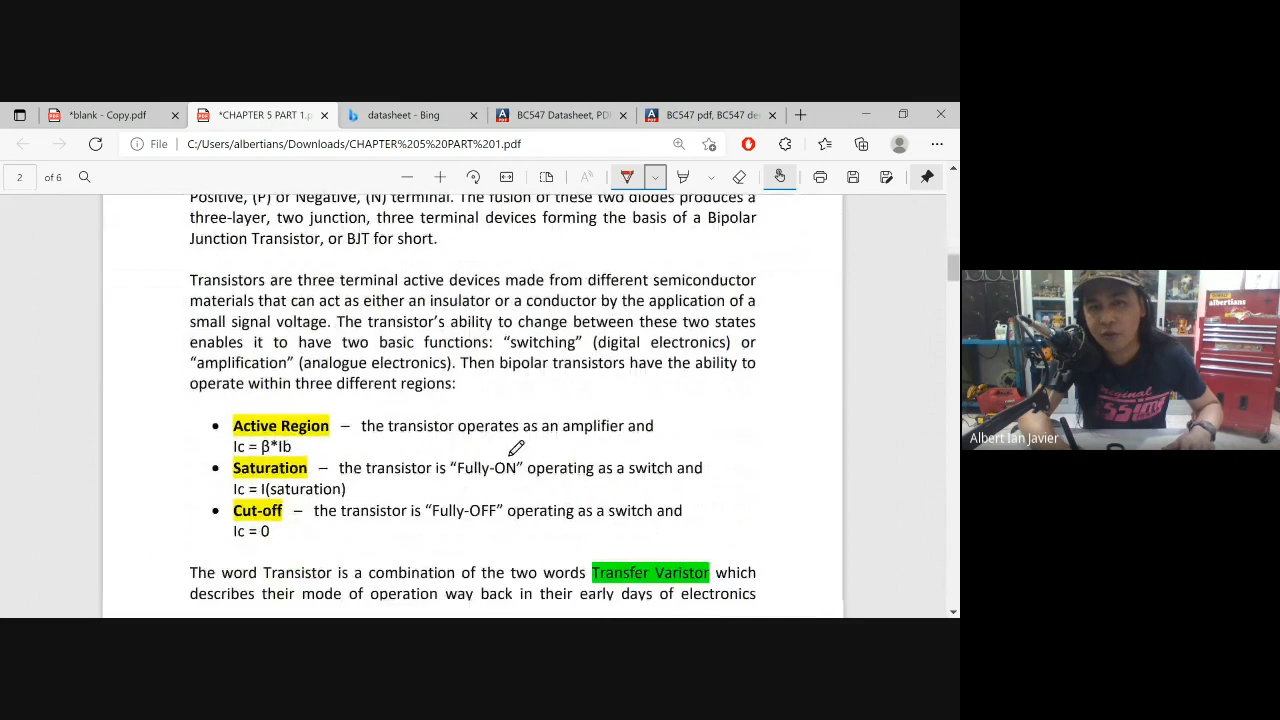 *blank - Copy.pdf
*CHAPTER 5 PART 1.p
datasheet - Bing
BC547 Datasheet, PD
BC547 pdf, BC547 de
File
C:/Users/albertians/Downloads/CHAPTER%205%20PART%201.pdf
2 of 6
Positive, (P) or Negative, (N) terminal. The fusion of these two diodes produces a
three-layer, two junction, three terminal devices forming the basis of a Bipolar
Junction Transistor, or BJT for short.
Transistors are three terminal active devices made from different semiconductor
materials that can act as either an insulator or a conductor by the application of a
small signal voltage. The transistor's ability to change between these two states
enables it to have two basic functions: “switching” (digital electronics) or
“amplification” (analogue electronics). Then bipolar transistors have the ability to
operate within three different regions:
• Active Region – the transistor operates as an amplifier and
Ic = β*Ib
• Saturation – the transistor is “Fully-ON” operating as a switch and
Ic = I(saturation)
• Cut-off – the transistor is “Fully-OFF” operating as a switch and
Ic = 0
The word Transistor is a combination of the two words Transfer Varistor which
describes their mode of operation way back in their early days of electronics
albertians
Albert Ian Javier